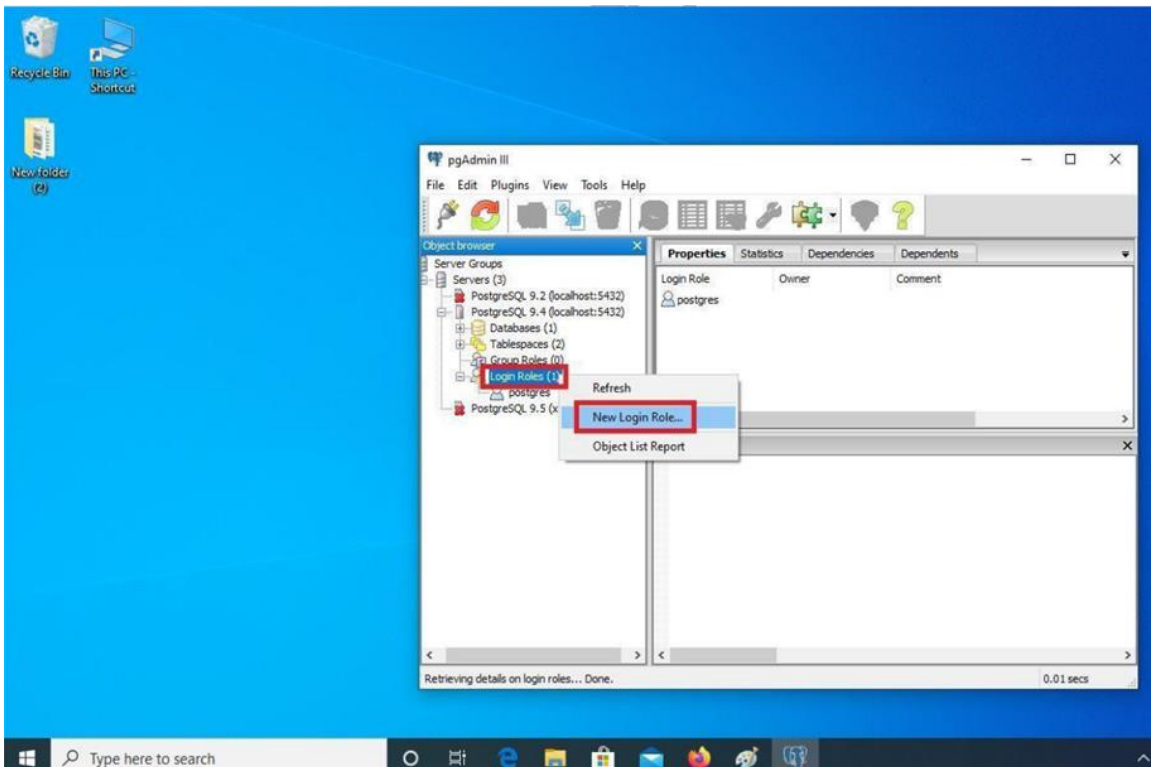 Recycle Bin
This PC -
Shortcut
New folder
(2)
pgAdmin III
File Edit Plugins View Tools Help
Object browser
Server Groups
Servers (3)
PostgreSQL 9.2 (localhost:5432)
PostgreSQL 9.4 (localhost:5432)
Databases (1)
Tablespaces (2)
Group Roles (0)
Login Roles (1)
postgres
PostgreSQL 9.5 (x
Properties Statistics Dependencies Dependents
Login Role Owner Comment
postgres
Refresh
New Login Role...
Object List Report
Retrieving details on login roles... Done.
0.01 secs
Type here to search